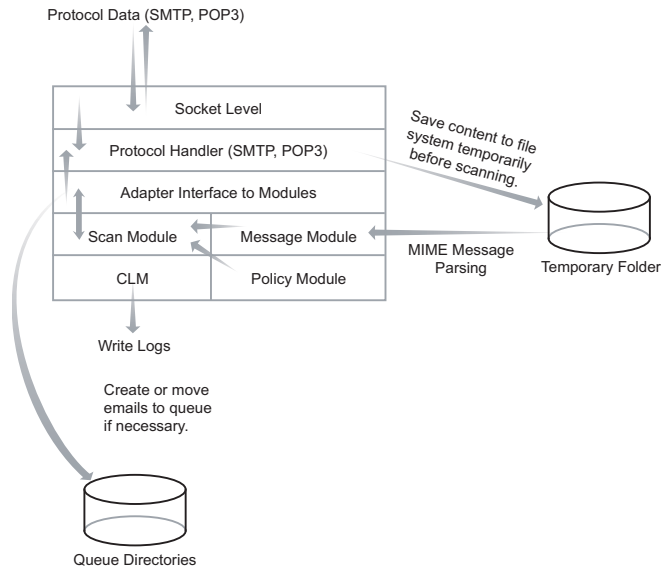 Protocol Data (SMTP, POP3)
Socket Level
Protocol Handler (SMTP, POP3)
Save content to file
system temporarily
before scanning.
Adapter Interface to Modules
Scan Module
Message Module
MIME Message
Parsing
Temporary Folder
CLM
Policy Module
Write Logs
Create or move
emails to queue
if necessary.
Queue Directories